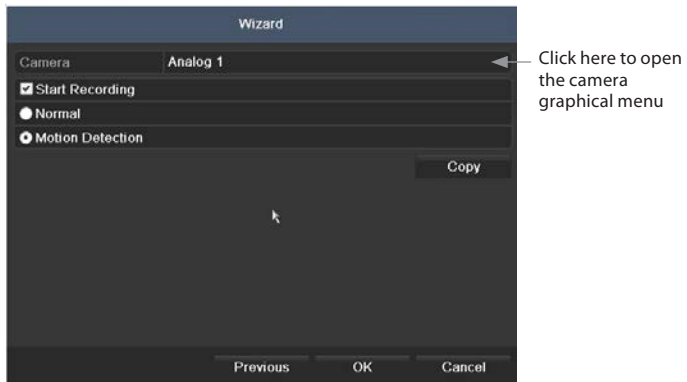 Wizard
Camera Analog 1
Start Recording
Normal
Motion Detection
Copy
Previous OK Cancel
Click here to open
the camera
graphical menu